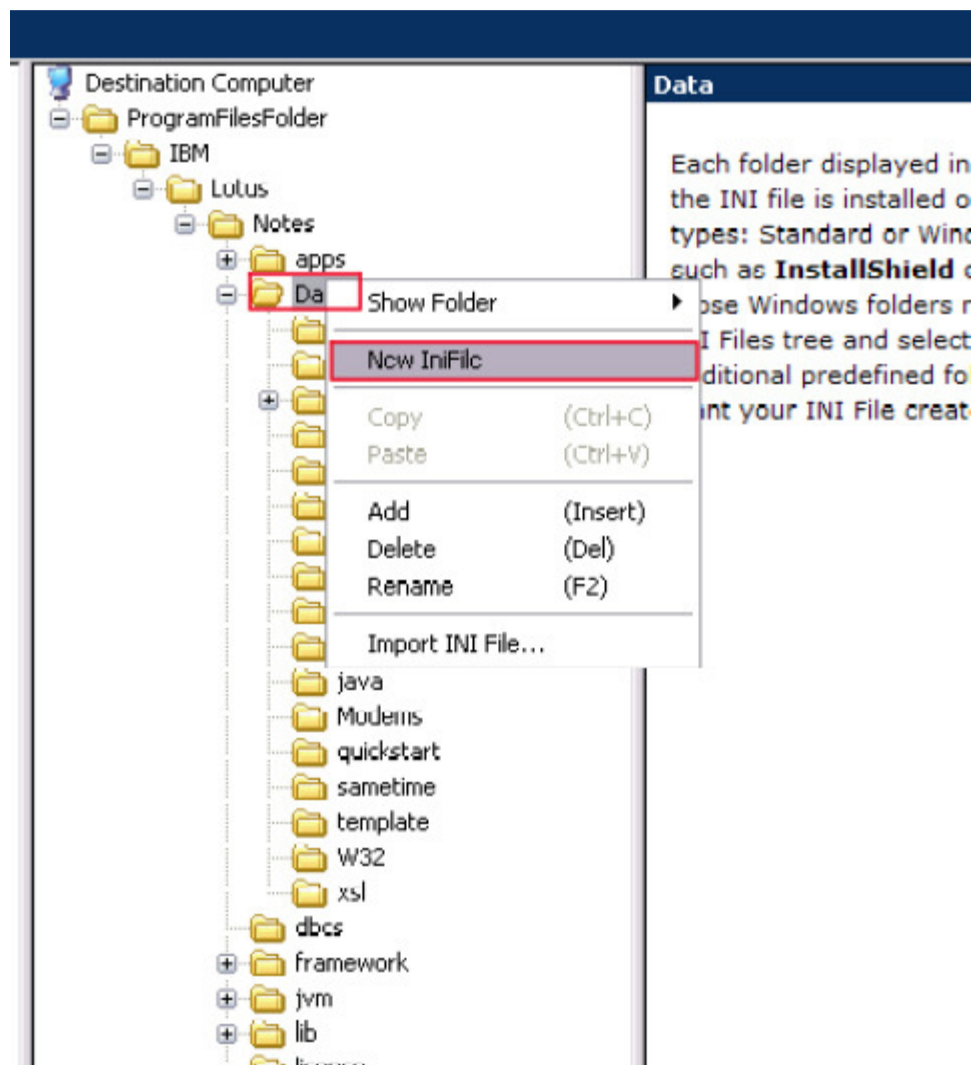 Destination Computer
ProgramFilesFolder
IBM
Lotus
Notes
apps
Da
Show Folder
New IniFile
Copy (Ctrl+C)
Paste (Ctrl+V)
Add (Insert)
Delete (Del)
Rename (F2)
Import INI File...
java
Modems
quickstart
sametime
template
W32
xsl
dbcs
framework
jvm
lib
Data
Each folder displayed in
the INI file is installed o
types: Standard or Wind
such as InstallShield
ose Windows folders
I Files tree and select
ditional predefined fo
nt your INI File creat